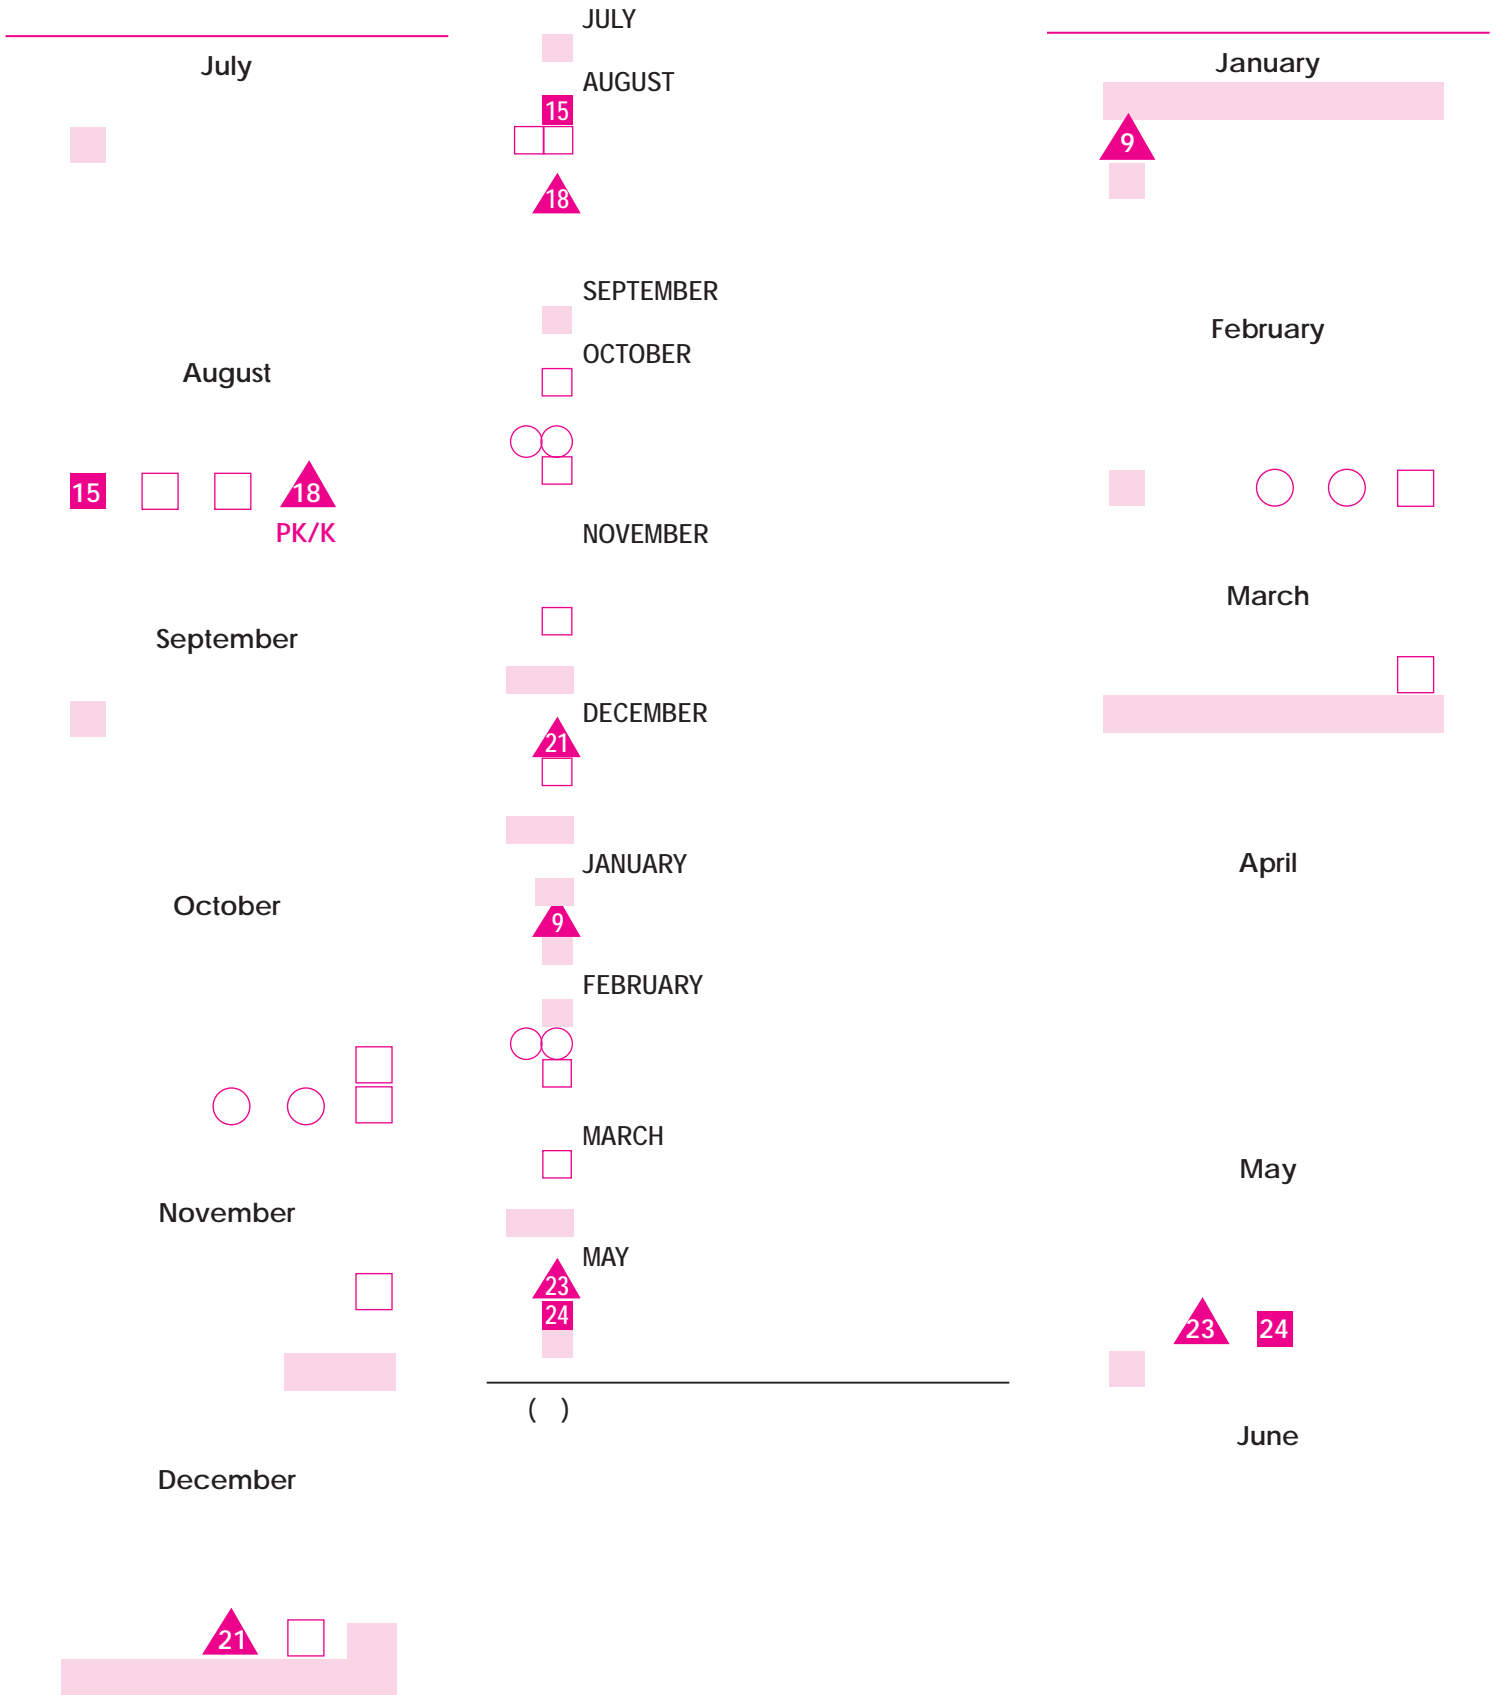 July
August
15
18
PK/K
September
October
November
December
21
JULY
AUGUST
15
18
SEPTEMBER
OCTOBER
NOVEMBER
DECEMBER
21
JANUARY
9
FEBRUARY
MARCH
MAY
23
24
( )
January
9
February
March
April
May
23 24
June